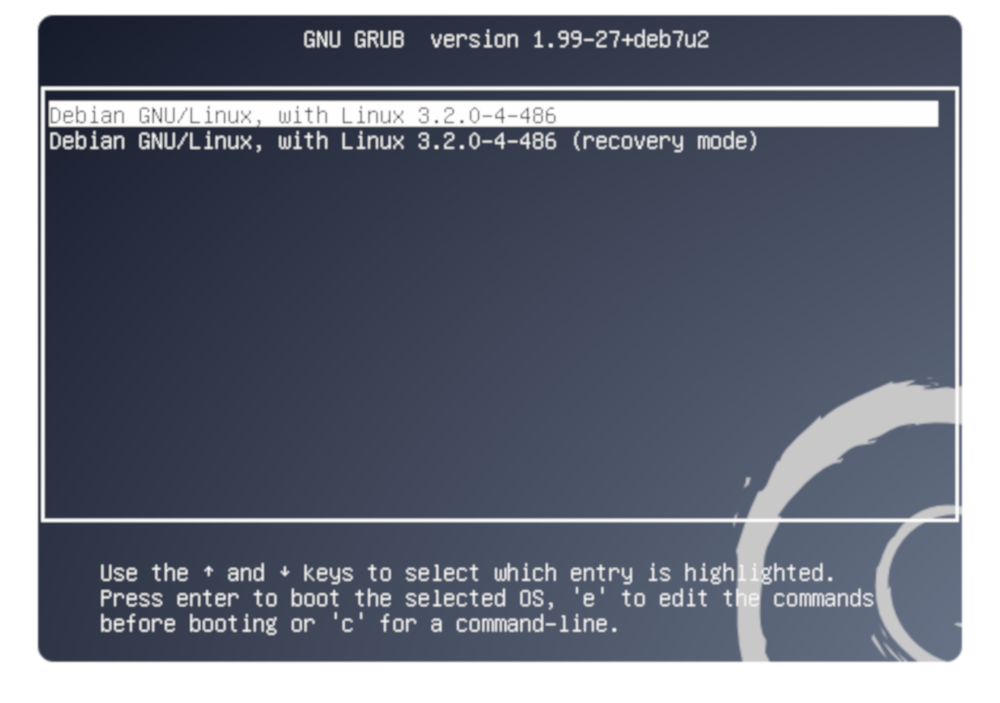 GNU GRUB  version 1.99-27+deb7u2
Debian GNU/Linux, with Linux 3.2.0-4-486
Debian GNU/Linux, with Linux 3.2.0-4-486 (recovery mode)
Use the ↑ and ↓ keys to select which entry is highlighted.
Press enter to boot the selected OS, 'e' to edit the commands
before booting or 'c' for a command-line.